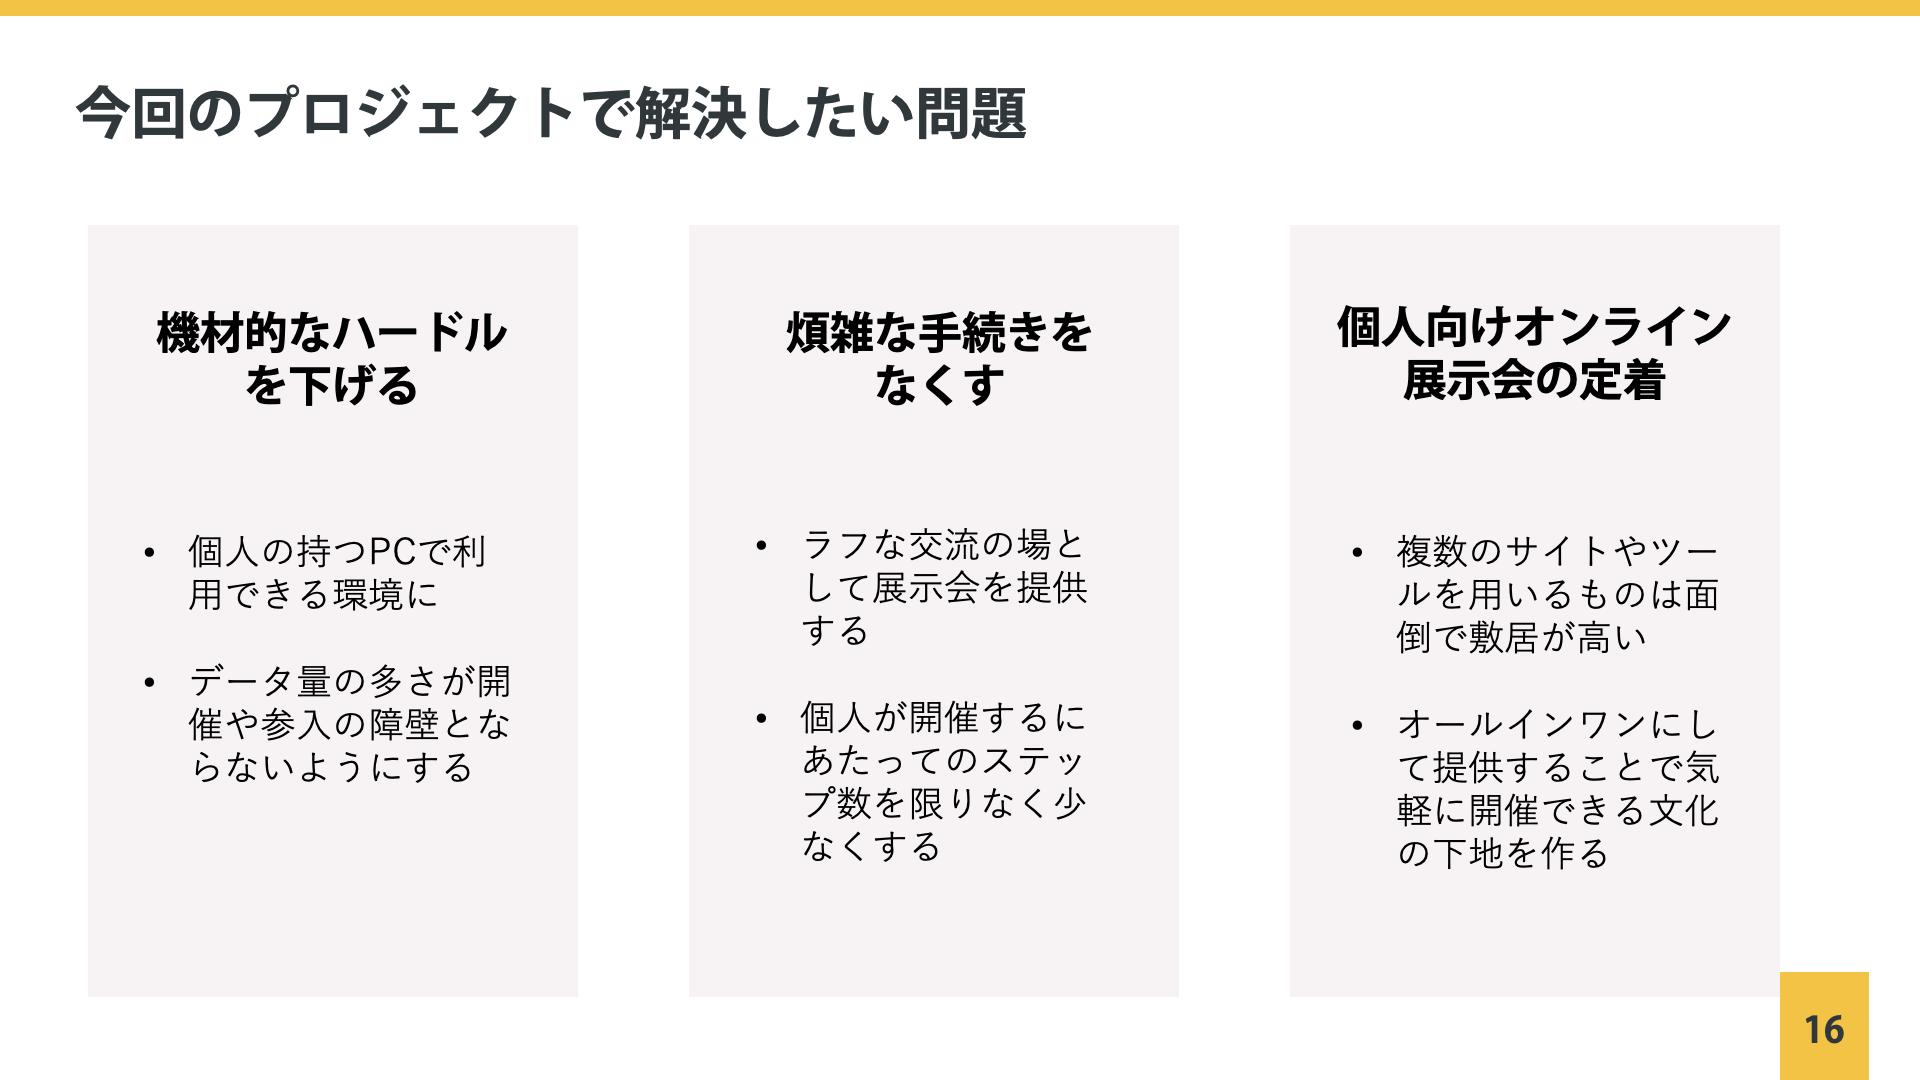 今回のプロジェクトで解決したい問題
機材的なハードル
を下げる
• 個人の持つPCで利
用できる環境に
• データ量の多さが開
催や参入の障壁とな
らないようにする
煩雑な手続きを
なくす
• ラフな交流の場と
して展示会を提供
する
• 個人が開催するに
あたってのステッ
プ数を限りなく少
なくする
個人向けオンライン
展示会の定着
• 複数のサイトやツー
ルを用いるものは面
倒で敷居が高い
• オールインワンにし
て提供することで気
軽に開催できる文化
の下地を作る
16